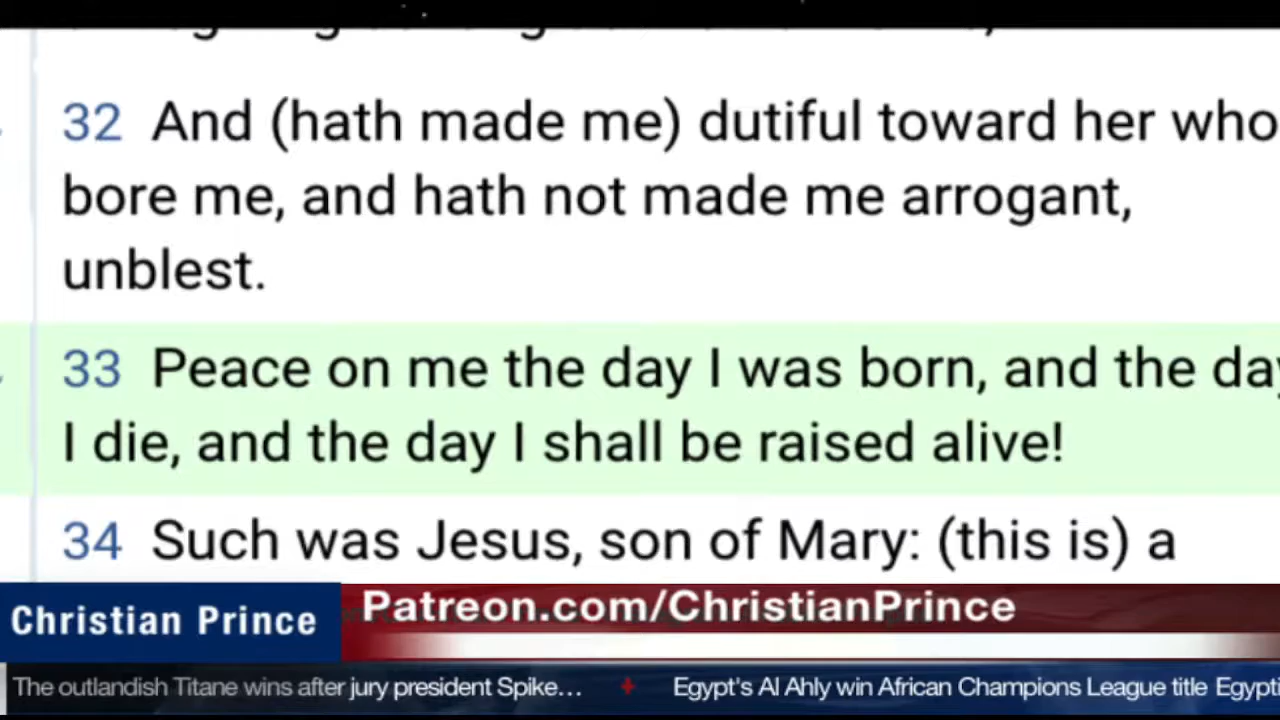 32 And (hath made me) dutiful toward her who
bore me, and hath not made me arrogant,
unblest.
33 Peace on me the day I was born, and the day
I die, and the day I shall be raised alive!
34 Such was Jesus, son of Mary: (this is) a
Christian Prince
Patreon.com/ChristianPrince
The outlandish Titane wins after jury president Spike... + Egypt's Al Ahly win African Champions League title